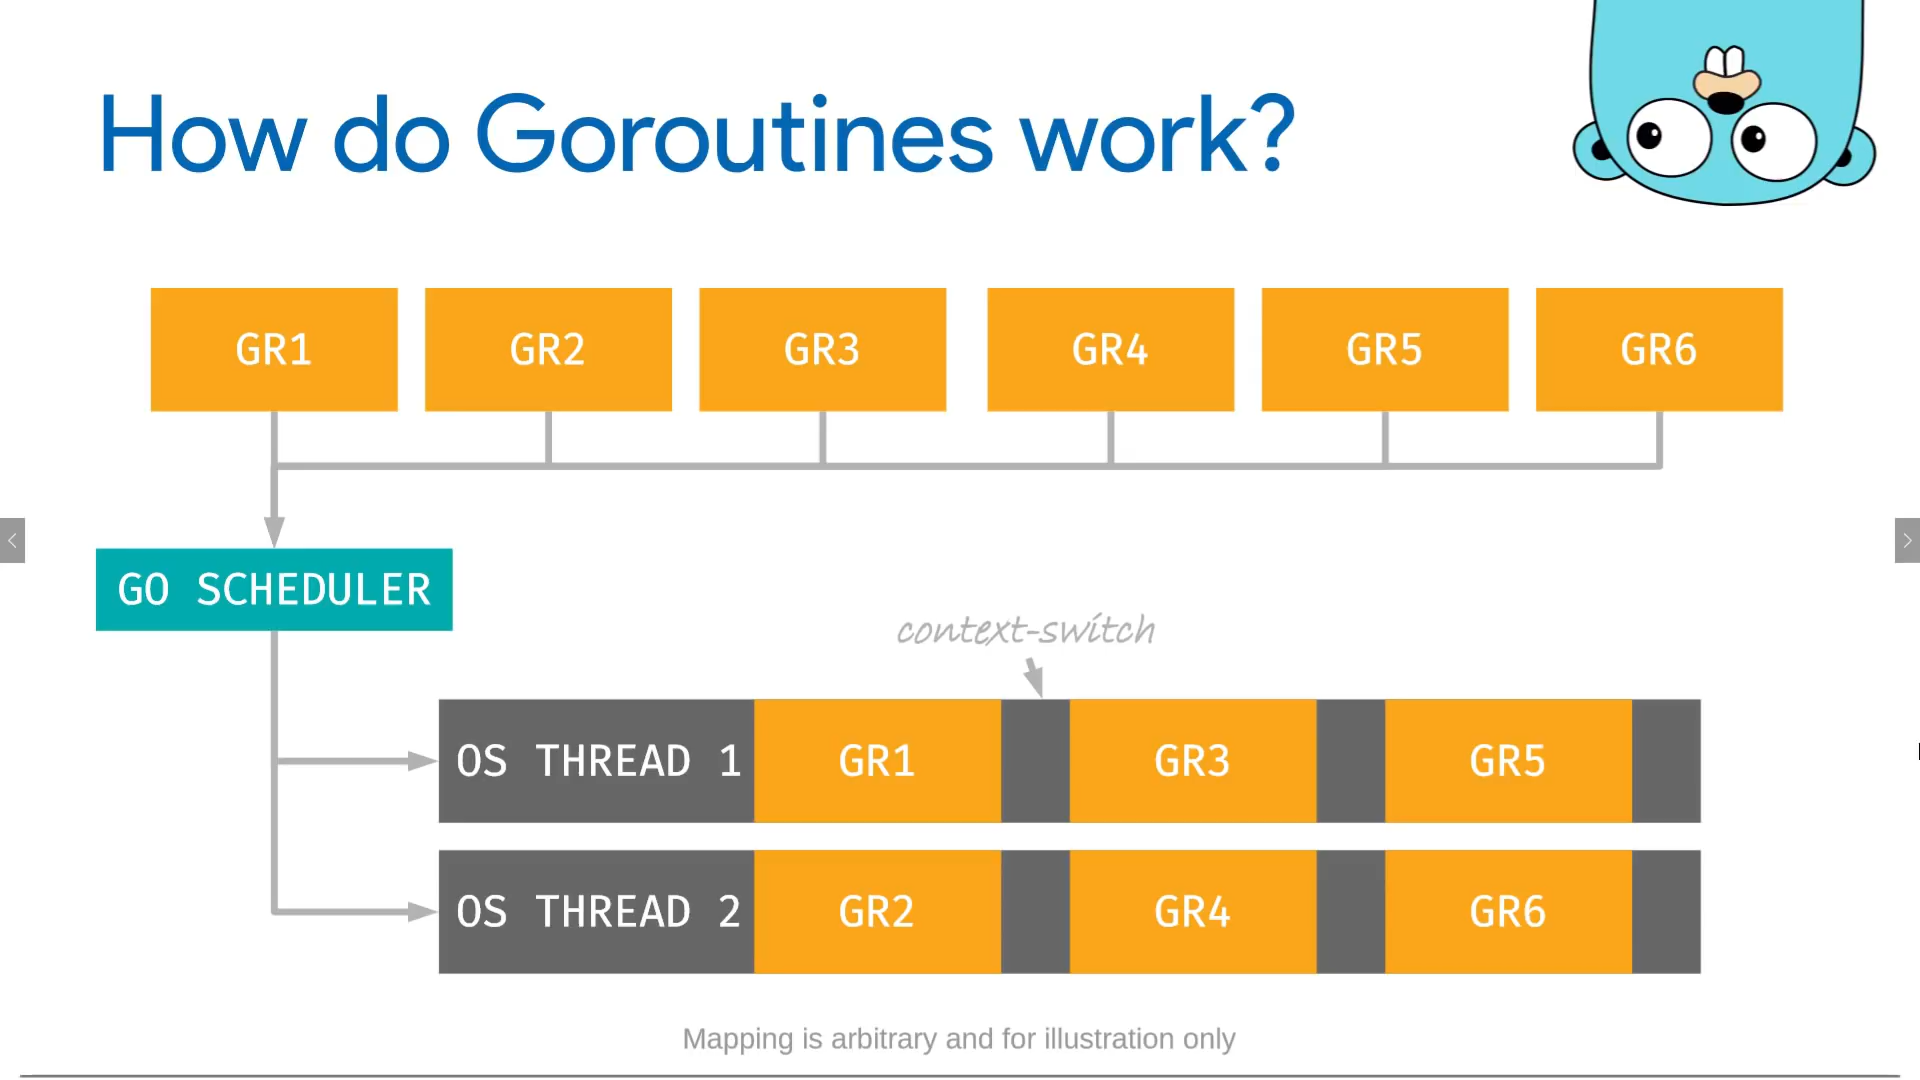 How do Goroutines work?
GR1 GR2 GR3 GR4 GR5 GR6
GO SCHEDULER
context-switch
OS THREAD 1 GR1 GR3 GR5
OS THREAD 2 GR2 GR4 GR6
Mapping is arbitrary and for illustration only